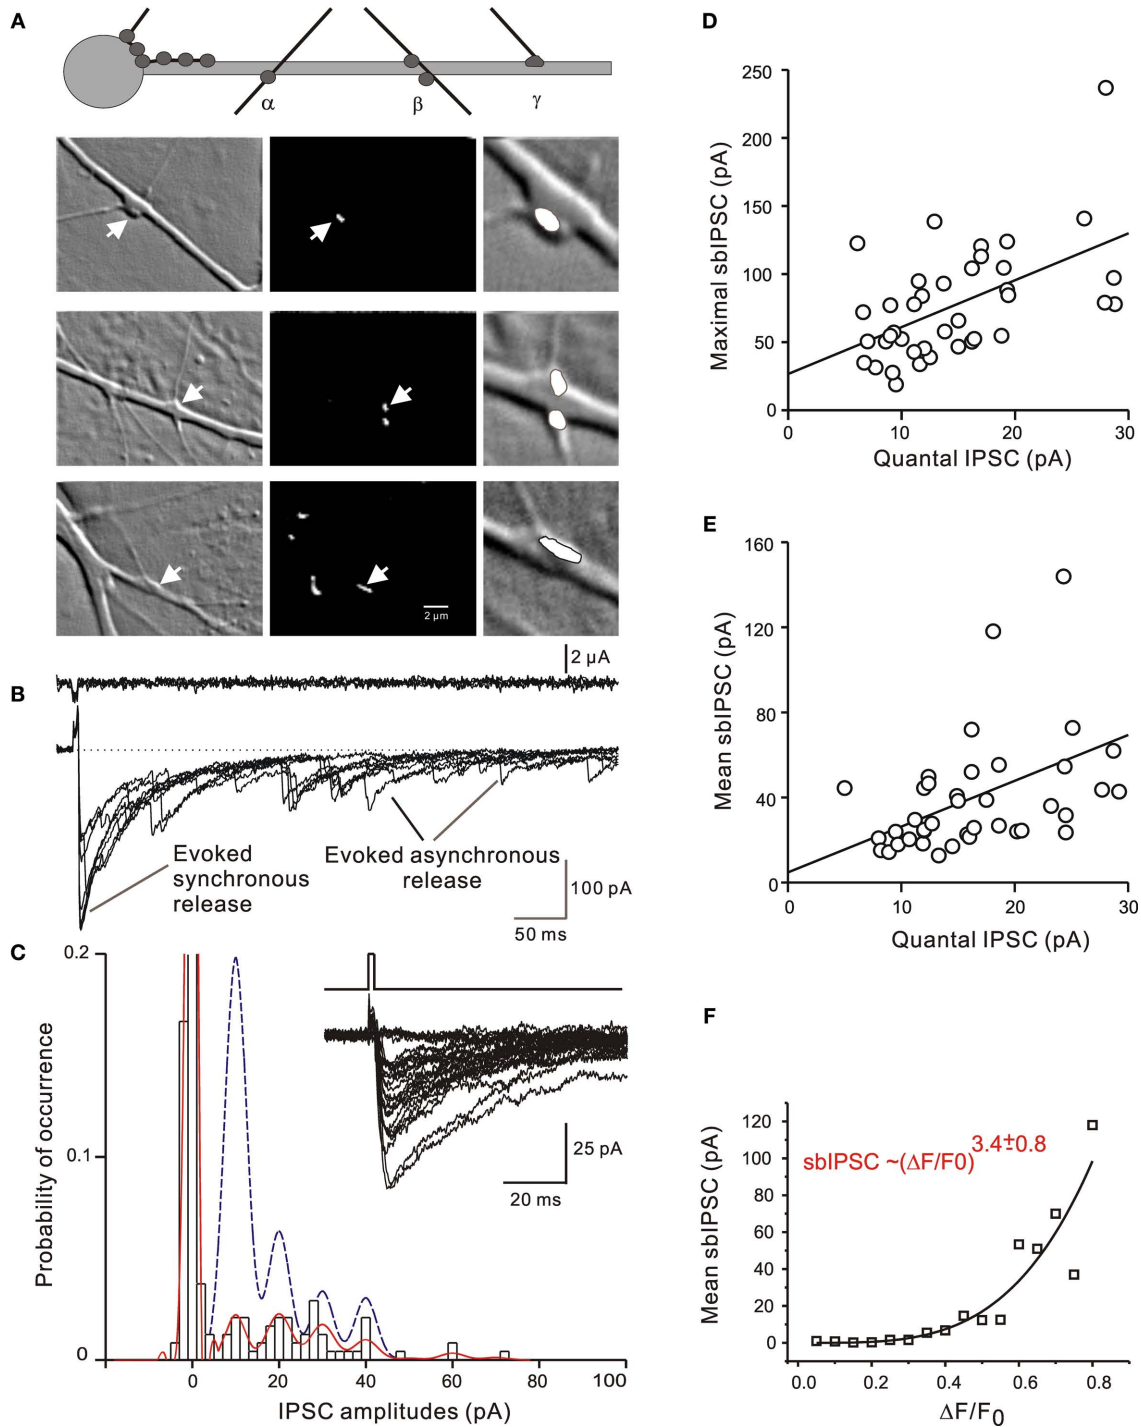 A
α
β
γ
2 µm
2 µA
B
Evoked
synchronous
release
Evoked asynchronous
release
100 pA
50 ms
C
0.2
0.1
0
Probability of occurrence
25 pA
20 ms
0 20 40 60 80 100
IPSC amplitudes (pA)
D
250
200
150
100
50
0
Maximal sbIPSC (pA)
0 10 20 30
Quantal IPSC (pA)
E
160
120
80
40
0
Mean sbIPSC (pA)
0 10 20 30
Quantal IPSC (pA)
F
120
100
80
60
40
20
0
Mean sbIPSC (pA)
sbIPSC ~(ΔF/F0)3.4±0.8
0.0 0.2 0.4 0.6 0.8
ΔF/F0